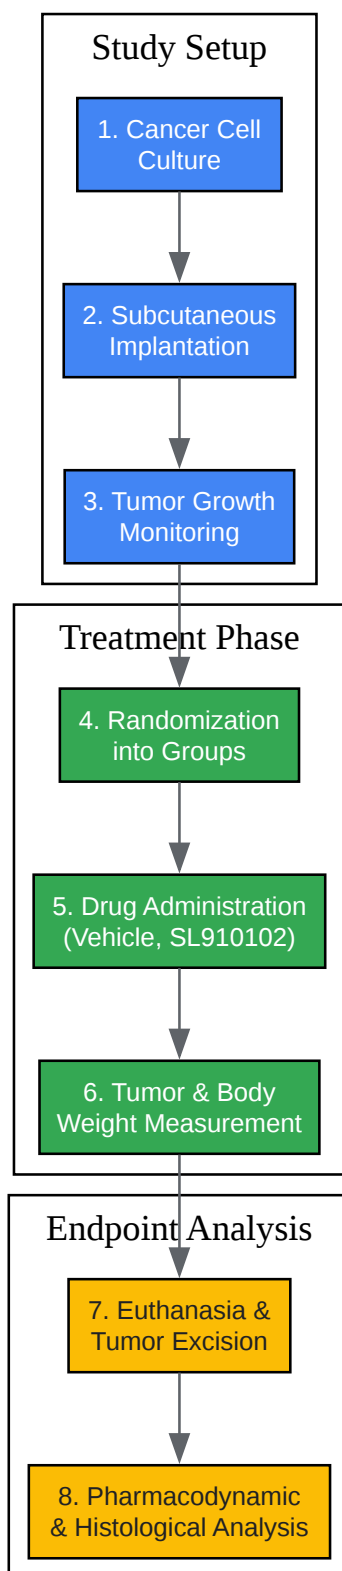 Study Setup
1. Cancer Cell
Culture
2. Subcutaneous
Implantation
3. Tumor Growth
Monitoring
Treatment Phase
4. Randomization
into Groups
5. Drug Administration
(Vehicle, SL910102)
6. Tumor & Body
Weight Measurement
Endpoint Analysis
7. Euthanasia &
Tumor Excision
8. Pharmacodynamic
& Histological Analysis